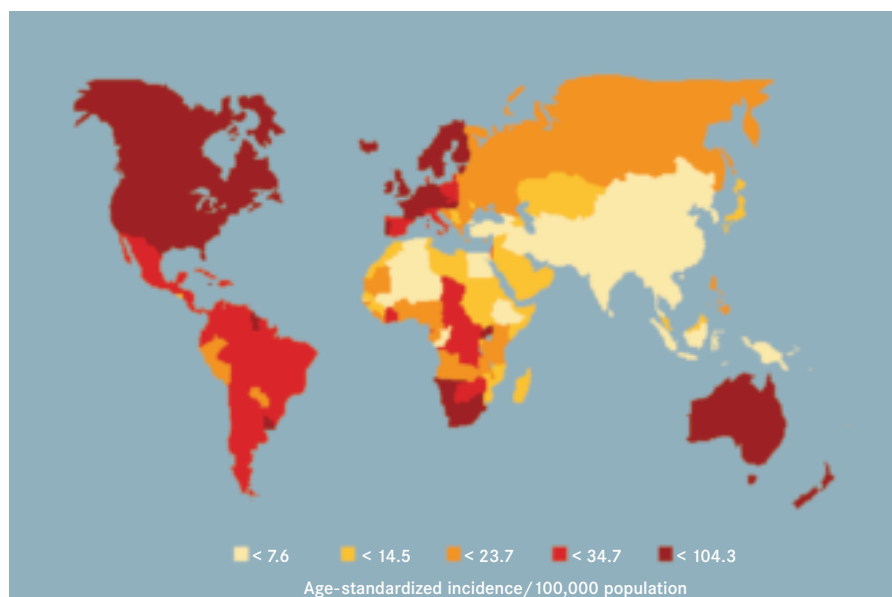 < 7.6 < 14.5 < 23.7 < 34.7 < 104.3
Age-standardized incidence/100,000 population